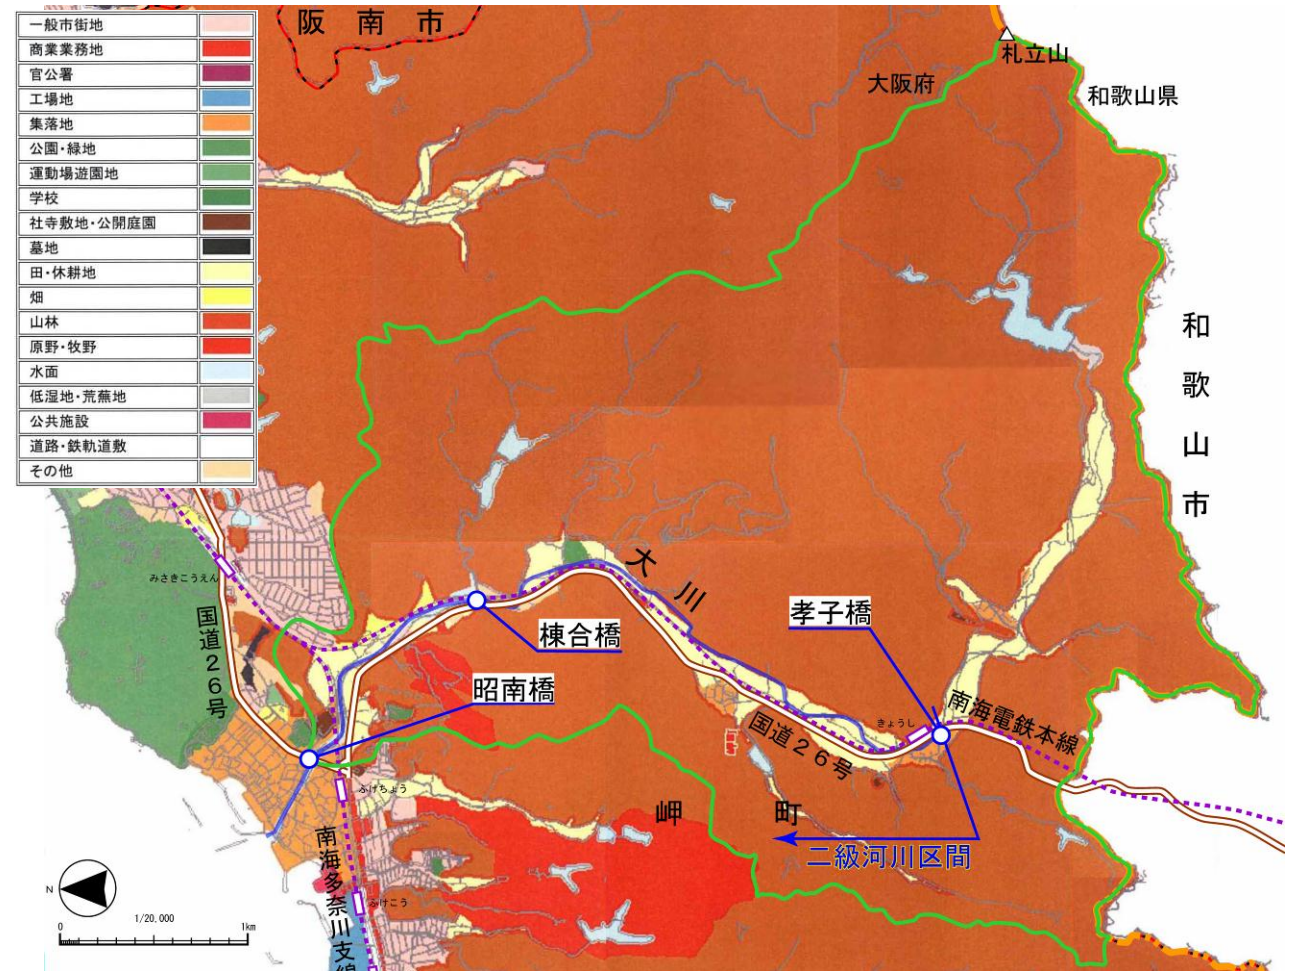 一般市街地
商業業務地
官公署
工場地
集落地
公園・緑地
運動場遊園地
学校
社寺敷地・公開庭園
墓地
田・休耕地
畑
山林
原野・牧野
水面
低湿地・荒蕪地
公共施設
道路・鉄軌道敷
その他
阪南市
札立山
大阪府
和歌山県
和歌山市
みさきこうえん
国道26号
大川
棟合橋
孝子橋
昭南橋
きょうし
南海電鉄本線
国道26号
ふけちょう
岬町
二級河川区間
南海多奈川支線
ふけこう
N
1/20,000
0
1km